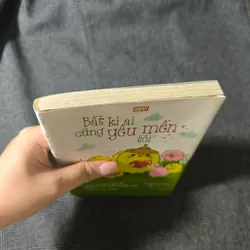 Bất kì ai
cũng yêu mến
tôi